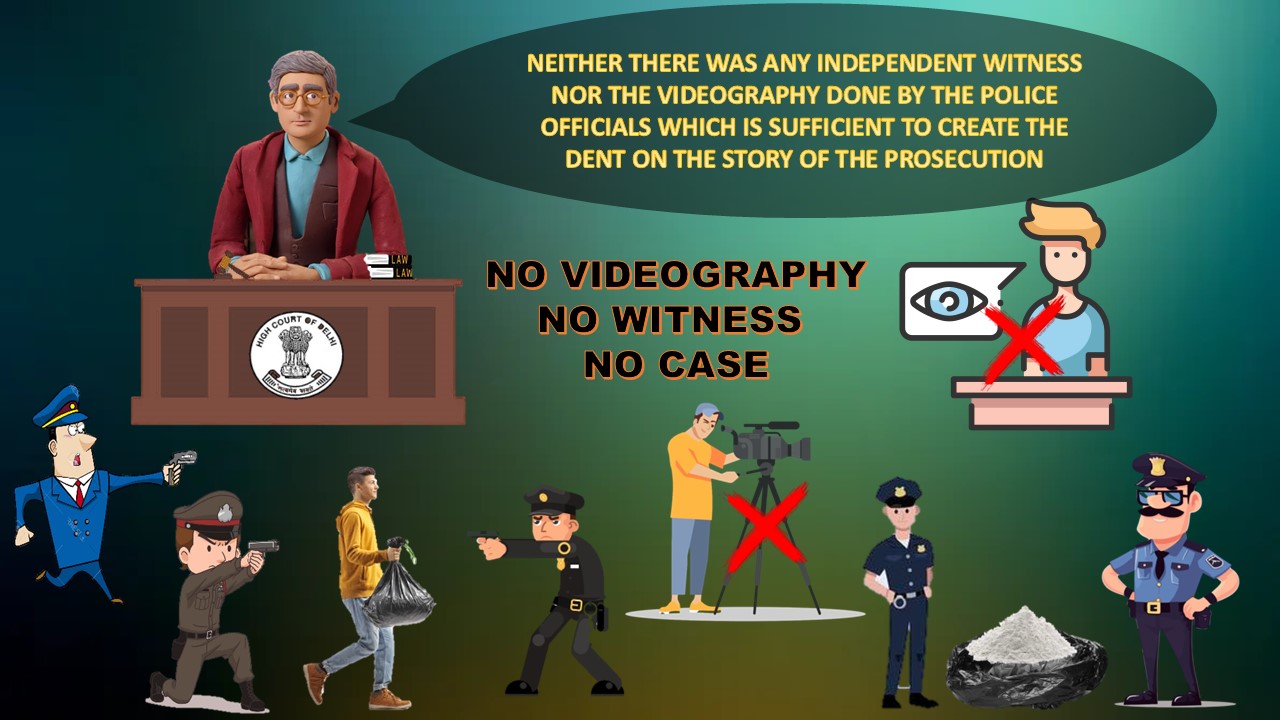 NEITHER THERE WAS ANY INDEPENDENT WITNESS
NOR THE VIDEOGRAPHY DONE BY THE POLICE
OFFICIALS WHICH IS SUFFICIENT TO CREATE THE
DENT ON THE STORY OF THE PROSECUTION
LAW
LAW
NO VIDEOGRAPHY
NO WITNESS
NO CASE
HIGH COURT OF DELHI
सत्यमेव जयते